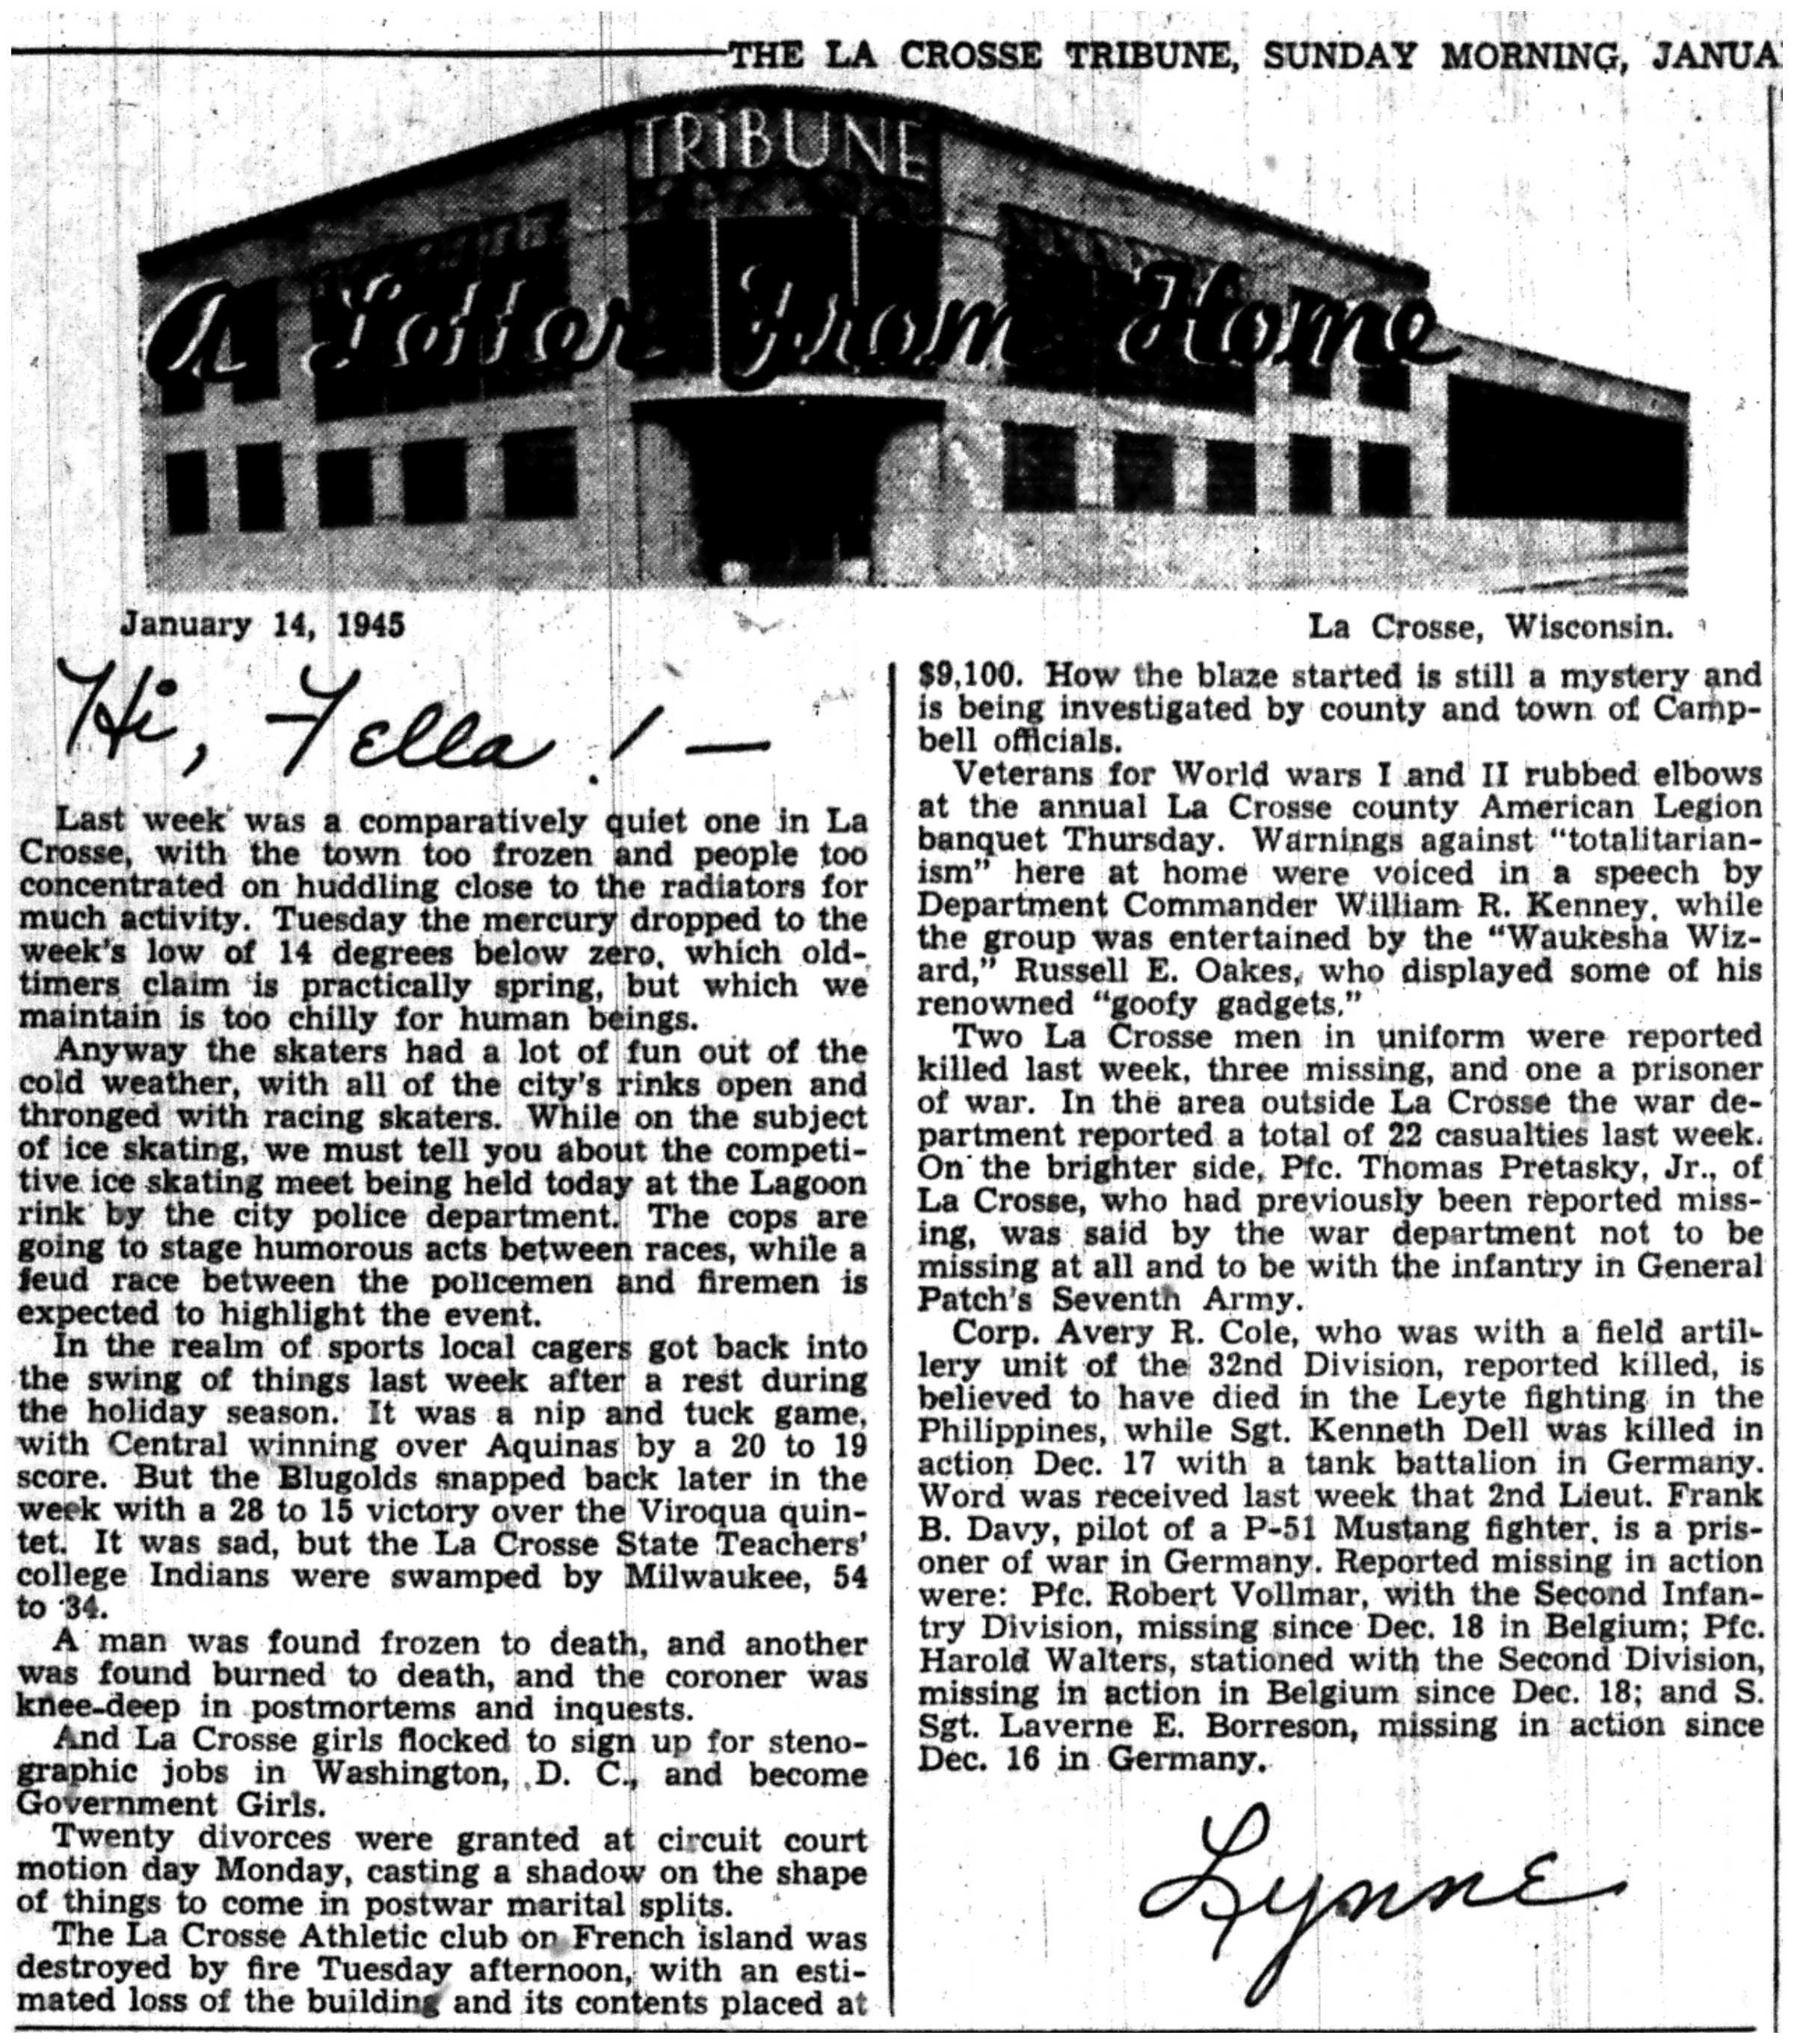 THE LA CROSSE TRIBUNE, SUNDAY MORNING, JANUA
TRiBUNE
A Letter From Home
January 14, 1945
La Crosse, Wisconsin.
Hi, Fella! —
Last week was a comparatively quiet one in La
Crosse, with the town too frozen and people too
concentrated on huddling close to the radiators for
much activity. Tuesday the mercury dropped to the
week's low of 14 degrees below zero, which old-
timers claim is practically spring, but which we
maintain is too chilly for human beings.
Anyway the skaters had a lot of fun out of the
cold weather, with all of the city's rinks open and
thronged with racing skaters. While on the subject
of ice skating, we must tell you about the competi-
tive ice skating meet being held today at the Lagoon
rink by the city police department. The cops are
going to stage humorous acts between races, while a
feud race between the policemen and firemen is
expected to highlight the event.
In the realm of sports local cagers got back into
the swing of things last week after a rest during
the holiday season. It was a nip and tuck game,
with Central winning over Aquinas by a 20 to 19
score. But the Blugolds snapped back later in the
week with a 28 to 15 victory over the Viroqua quin-
tet. It was sad, but the La Crosse State Teachers'
college Indians were swamped by Milwaukee, 54
to 34.
A man was found frozen to death, and another
was found burned to death, and the coroner was
knee-deep in postmortems and inquests.
And La Crosse girls flocked to sign up for steno-
graphic jobs in Washington, D. C., and become
Government Girls.
Twenty divorces were granted at circuit court
motion day Monday, casting a shadow on the shape
of things to come in postwar marital splits.
The La Crosse Athletic club on French island was
destroyed by fire Tuesday afternoon, with an esti-
mated loss of the building and its contents placed at
$9,100. How the blaze started is still a mystery and
is being investigated by county and town of Camp-
bell officials.
Veterans for World wars I and II rubbed elbows
at the annual La Crosse county American Legion
banquet Thursday. Warnings against "totalitarian-
ism" here at home were voiced in a speech by
Department Commander William R. Kenney, while
the group was entertained by the "Waukesha Wiz-
ard," Russell E. Oakes, who displayed some of his
renowned "goofy gadgets."
Two La Crosse men in uniform were reported
killed last week, three missing, and one a prisoner
of war. In the area outside La Crosse the war de-
partment reported a total of 22 casualties last week.
On the brighter side, Pfc. Thomas Pretasky, Jr., of
La Crosse, who had previously been reported miss-
ing, was said by the war department not to be
missing at all and to be with the infantry in General
Patch's Seventh Army.
Corp. Avery R. Cole, who was with a field artil-
lery unit of the 32nd Division, reported killed, is
believed to have died in the Leyte fighting in the
Philippines, while Sgt. Kenneth Dell was killed in
action Dec. 17 with a tank battalion in Germany.
Word was received last week that 2nd Lieut. Frank
B. Davy, pilot of a P-51 Mustang fighter, is a pris-
oner of war in Germany. Reported missing in action
were: Pfc. Robert Vollmar, with the Second Infan-
try Division, missing since Dec. 18 in Belgium; Pfc.
Harold Walters, stationed with the Second Division,
missing in action in Belgium since Dec. 18; and S.
Sgt. Laverne E. Borreson, missing in action since
Dec. 16 in Germany.
Lynne